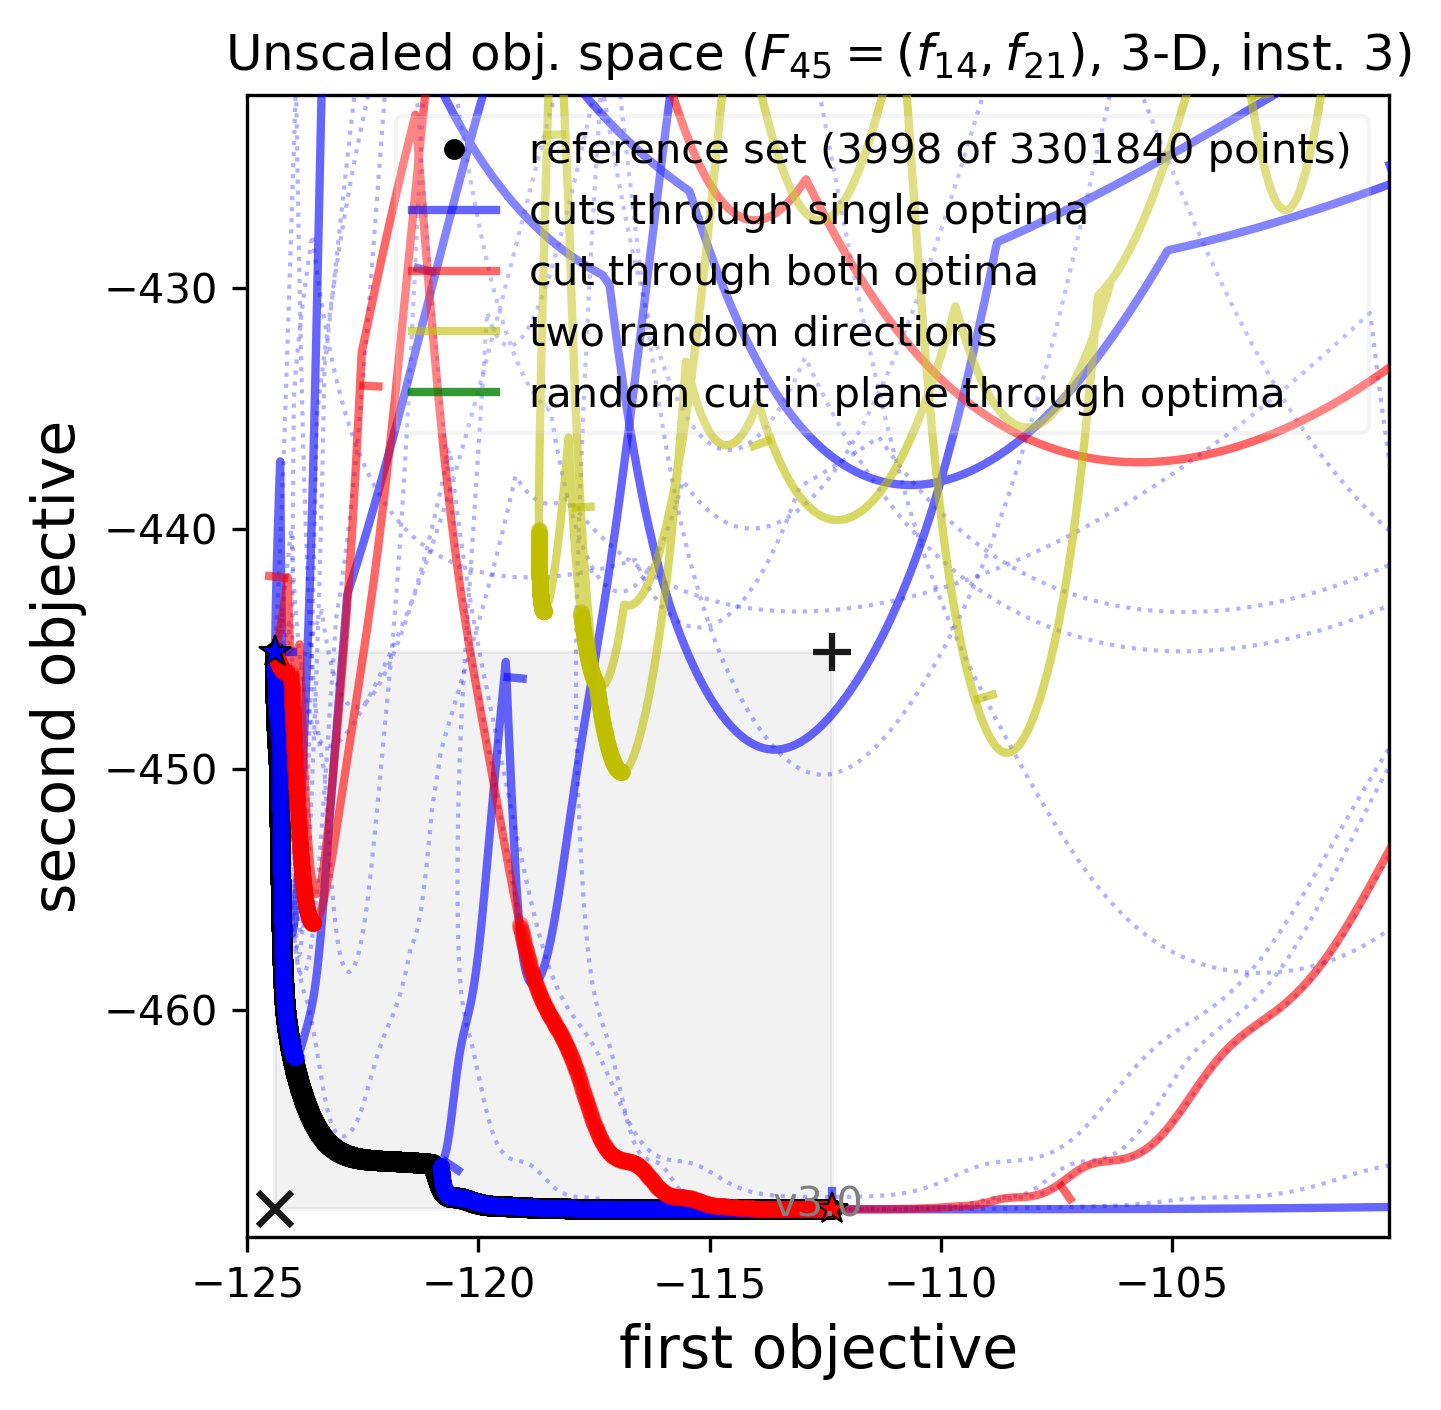 Unscaled obj. space (F45 = (f14, f21), 3-D, inst. 3)
reference set (3998 of 3301840 points)
cuts through single optima
cut through both optima
two random directions
random cut in plane through optima
−430
−440
−450
−460
second objective
v3.0
−125
−120
−115
−110
−105
first objective